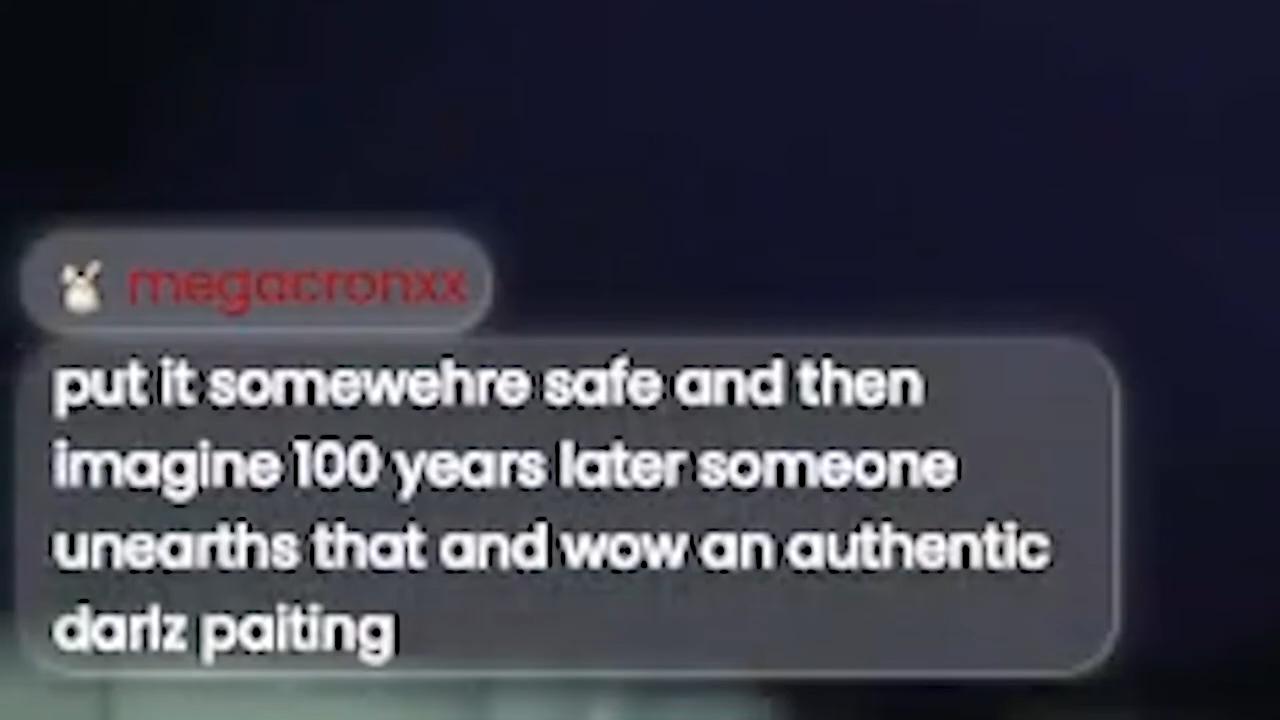 megacronxx
put it somewehre safe and then
imagine 100 years later someone
unearths that and wow an authentic
darlz paiting